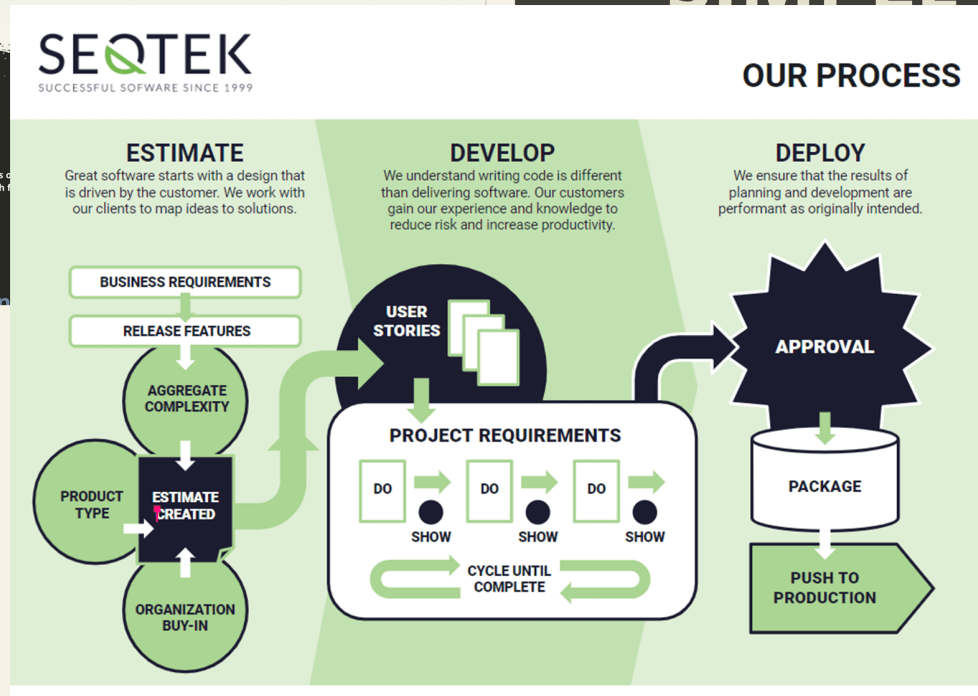 SEQTEK
SUCCESSFUL SOFWARE SINCE 1999
OUR PROCESS
ESTIMATE
Great software starts with a design that
is driven by the customer. We work with
our clients to map ideas to solutions.
BUSINESS REQUIREMENTS
RELEASE FEATURES
AGGREGATE
COMPLEXITY
PRODUCT
TYPE
ESTIMATE
CREATED
ORGANIZATION
BUY-IN
DEVELOP
We understand writing code is different
than delivering software. Our customers
gain our experience and knowledge to
reduce risk and increase productivity.
USER
STORIES
PROJECT REQUIREMENTS
DO
DO
DO
SHOW
SHOW
SHOW
CYCLE UNTIL
COMPLETE
DEPLOY
We ensure that the results of
planning and development are
performant as originally intended.
APPROVAL
PACKAGE
PUSH TO
PRODUCTION